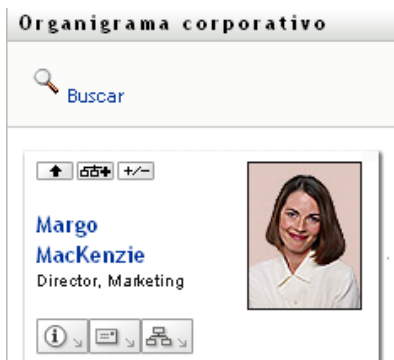 Organigrama corporativo
Buscar
+/-
Margo
MacKenzie
Director, Marketing